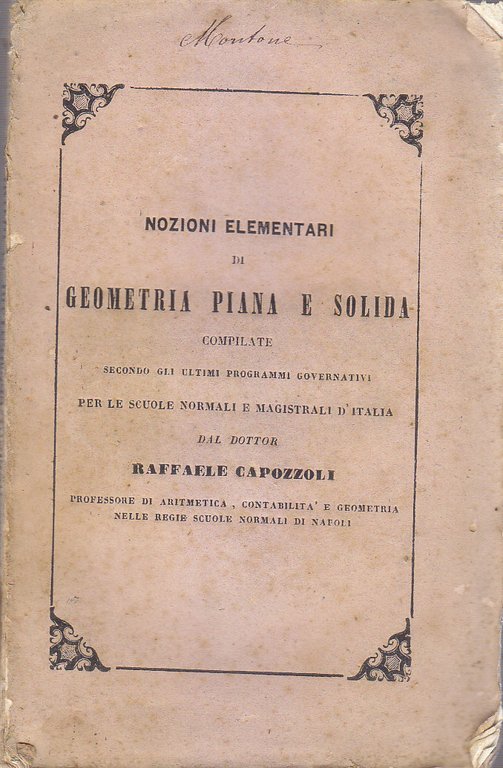 Montone
NOZIONI ELEMENTARI
DI
GEOMETRIA PIANA E SOLIDA
COMPILATE
SECONDO GLI ULTIMI PROGRAMMI GOVERNATIVI
PER LE SCUOLE NORMALI E MAGISTRALI D'ITALIA
DAL DOTTOR
RAFFAELE CAPOZZOLI
PROFESSORE DI ARITMETICA, CONTABILITA' E GEOMETRIA
NELLE REGIE SCUOLE NORMALI DI NAPOLI